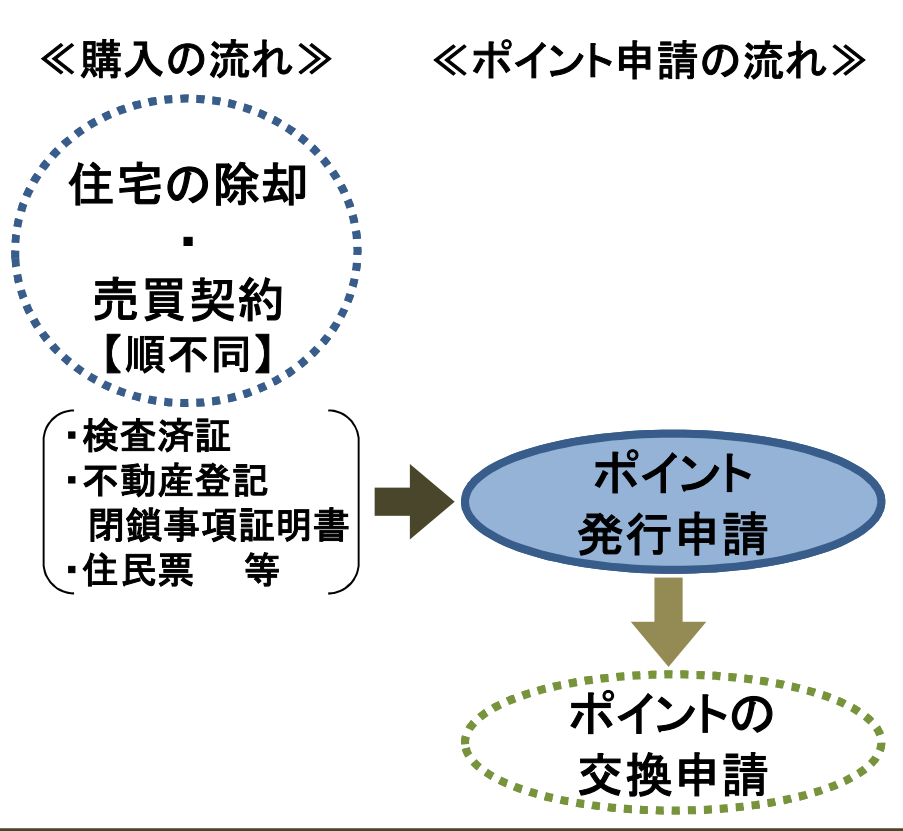 ≪購入の流れ≫
≪ポイント申請の流れ≫
住宅の除却
・
売買契約
【順不同】
・検査済証
・不動産登記
閉鎖事項証明書
・住民票 等
ポイント
発行申請
ポイントの
交換申請